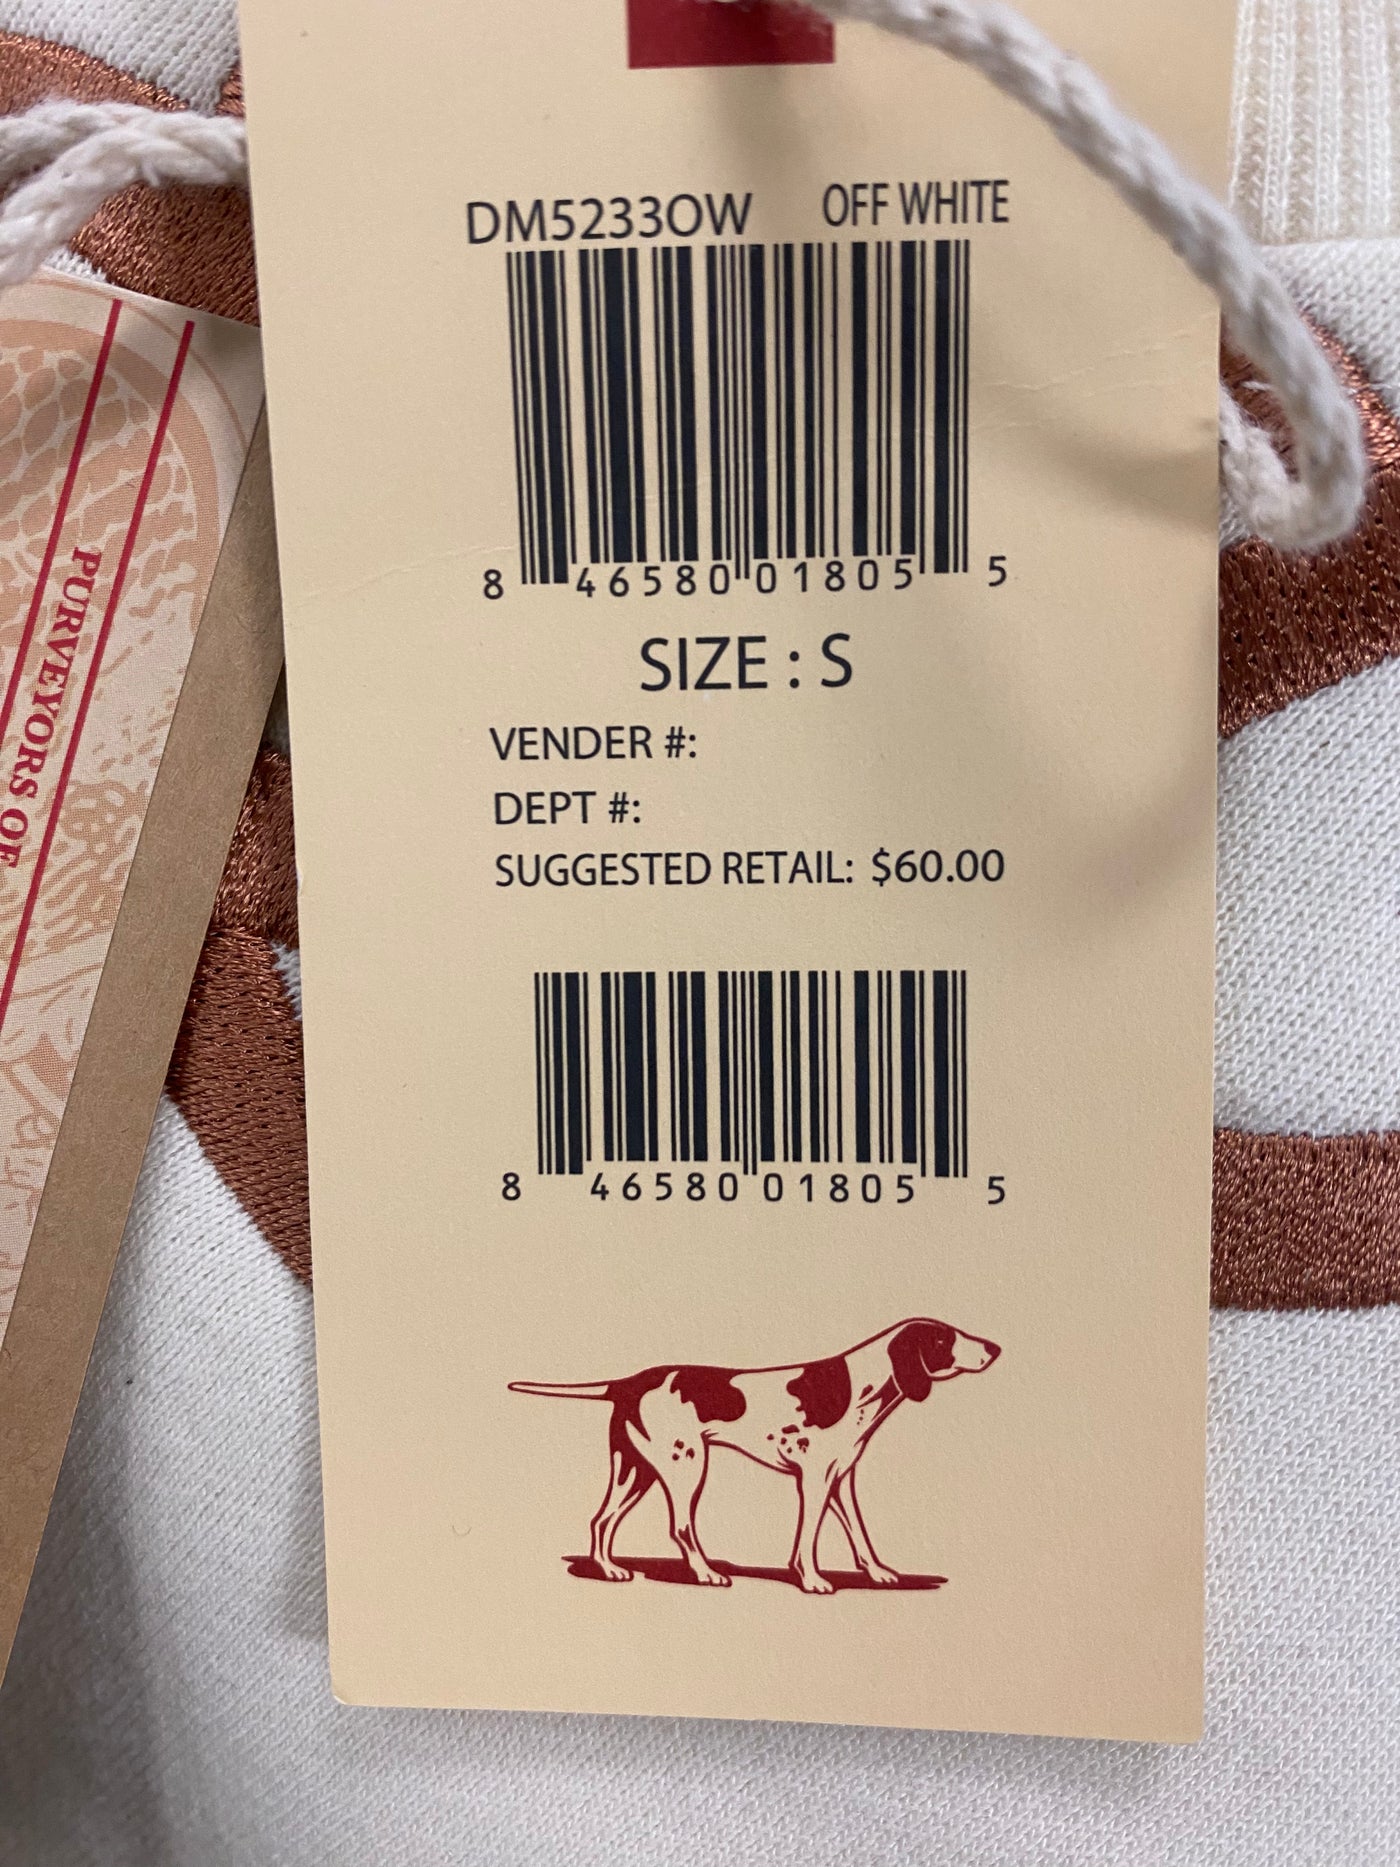 DM5233OW OFF WHITE
8 46580 01805 5
SIZE : S
VENDER #:
DEPT #:
SUGGESTED RETAIL: $60.00
8 46580 01805 5
PURVEYORS OF